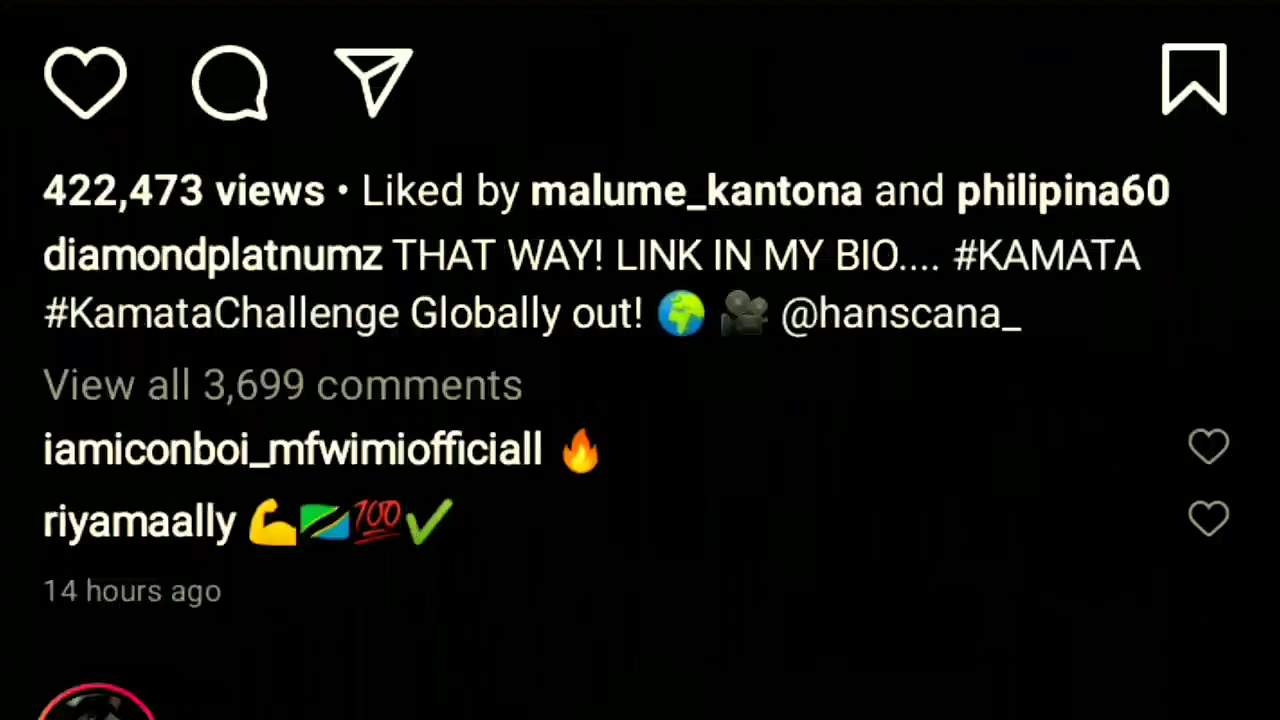 422,473 views • Liked by malume_kantona and philipina60
diamondplatnumz THAT WAY! LINK IN MY BIO.... #KAMATA
#KamataChallenge Globally out! 🌍 🎥 @hanscana_
View all 3,699 comments
iamiconboi_mfwimiofficiall 🔥
riyamaally 💪🇹🇿💯✔
14 hours ago